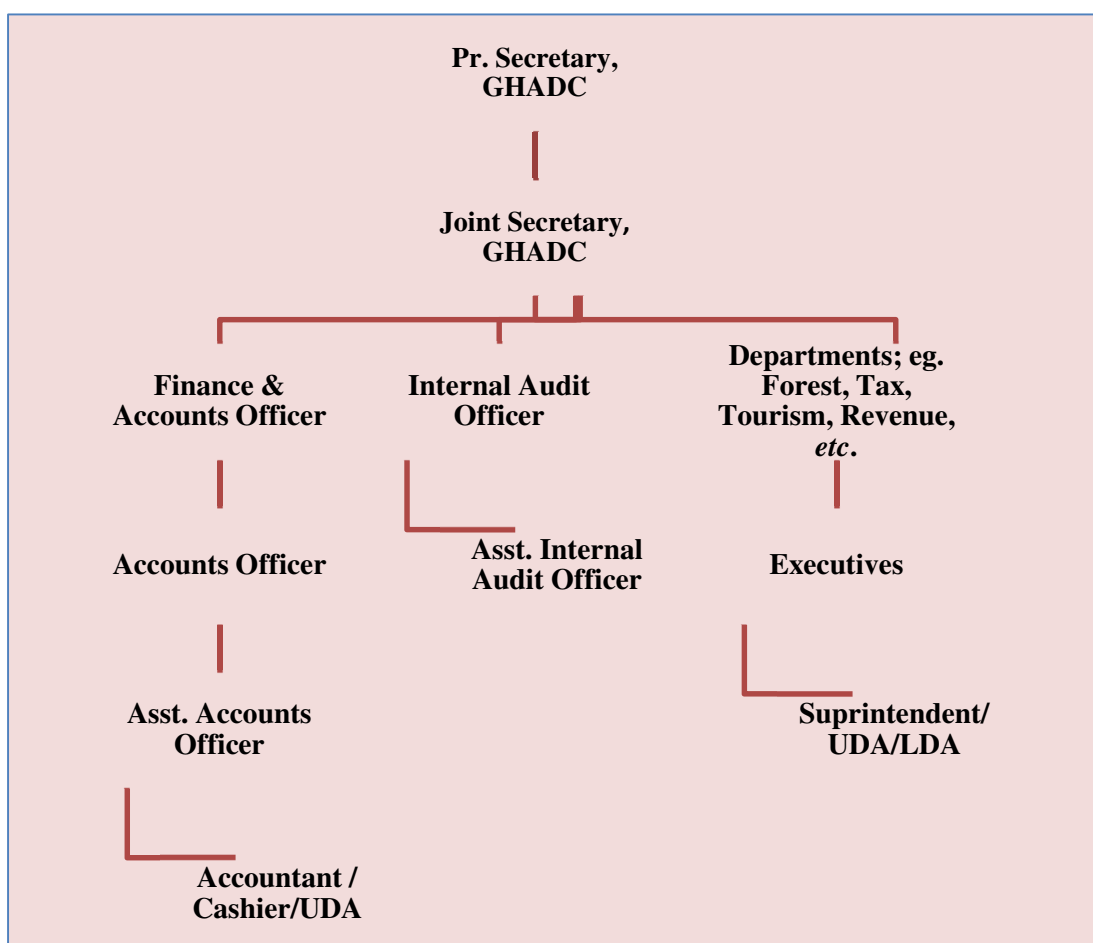 Pr. Secretary,
GHADC
Joint Secretary,
GHADC
Finance &
Accounts Officer
Internal Audit
Officer
Departments; eg.
Forest, Tax,
Tourism, Revenue,
etc.
Accounts Officer
Asst. Internal
Audit Officer
Executives
Asst. Accounts
Officer
Suprintendent/
UDA/LDA
Accountant /
Cashier/UDA